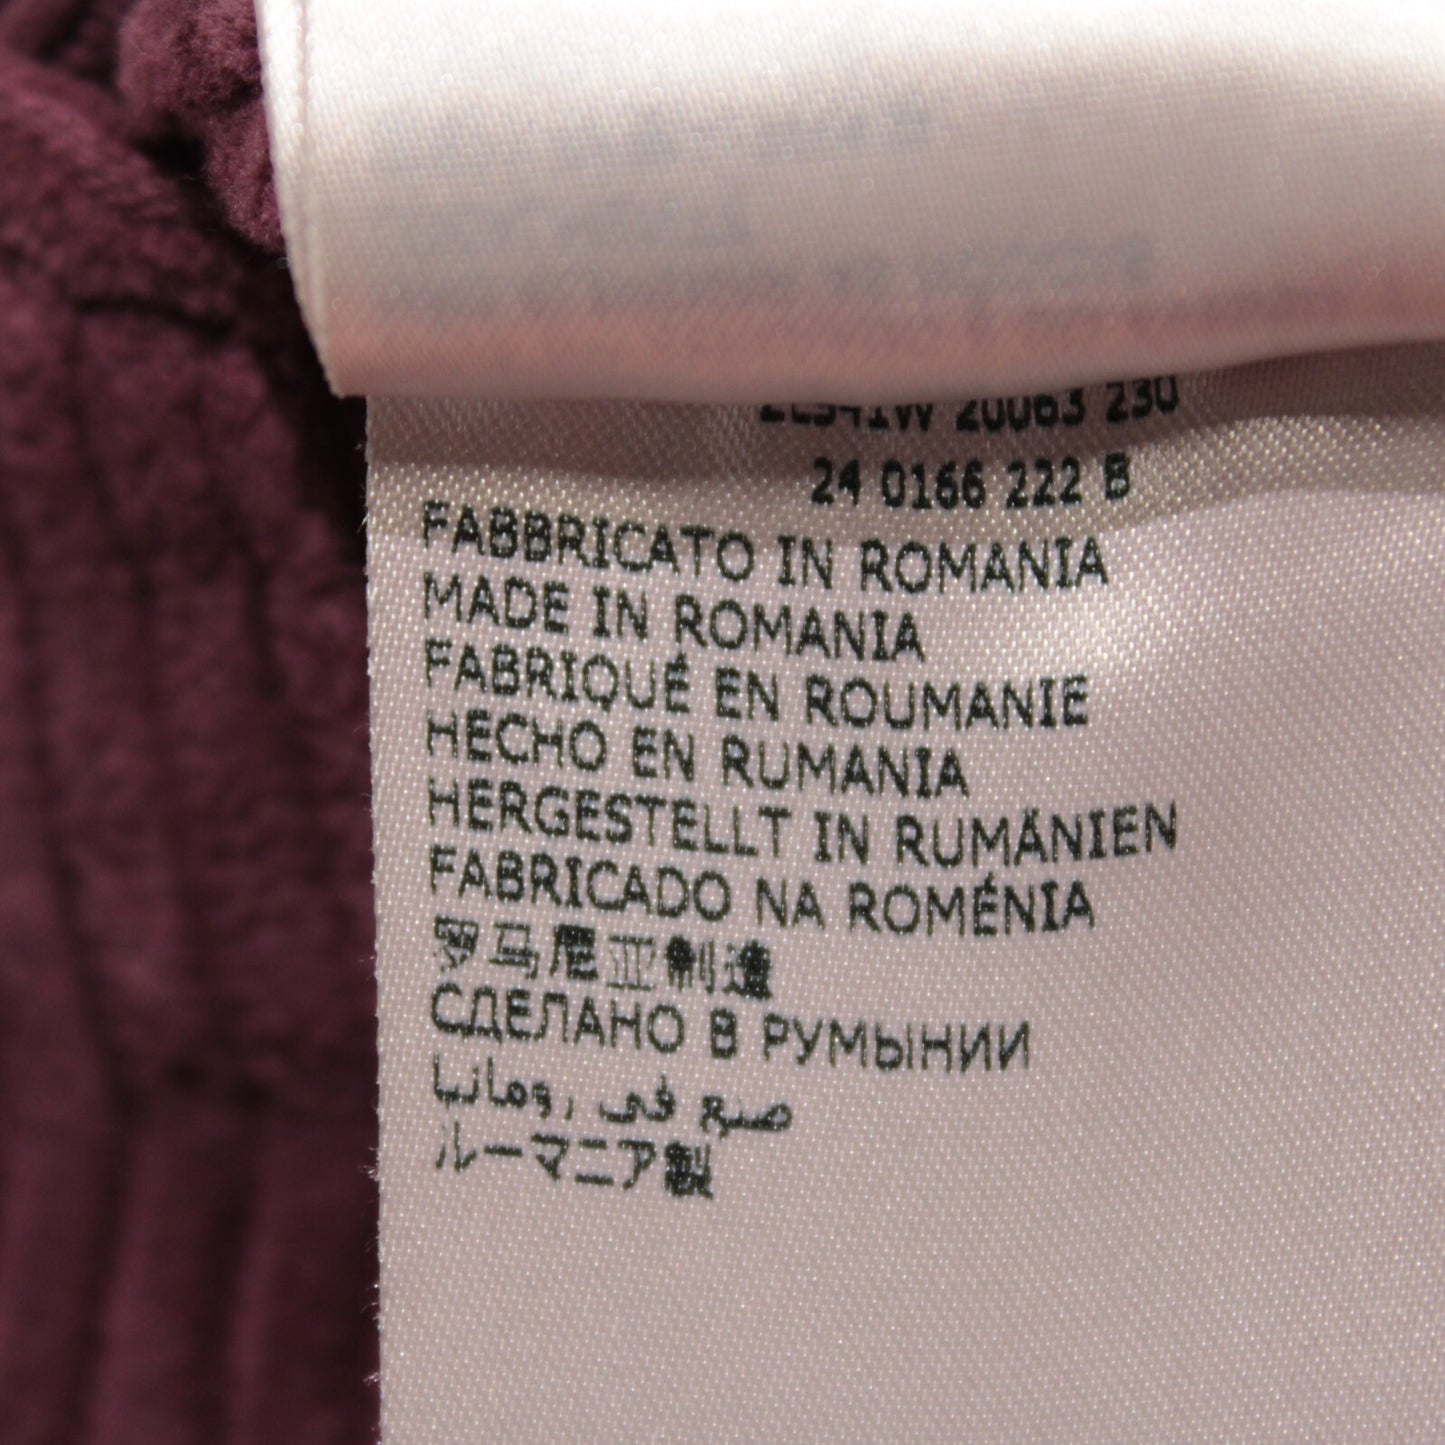 20063 230
24 0166 222 B
FABBRICATO IN ROMANIA
MADE IN ROMANIA
FABRIQUÉ EN ROUMANIE
HECHO EN RUMANIA
HERGESTELLT IN RUMÄNIEN
FABRICADO NA ROMÉNIA
罗马尼亚制造
СДЕЛАНО В РУМЫНИИ
صنع في رومانيا
ルーマニア製